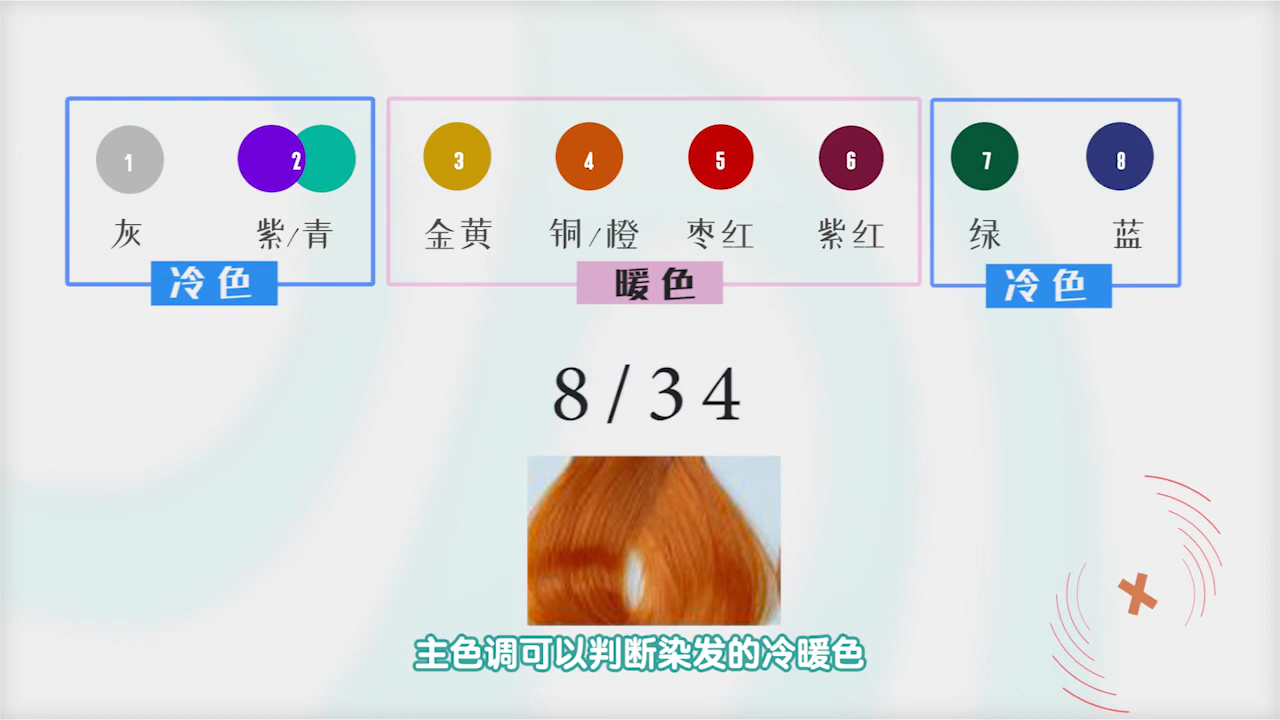 1 2 3 4 5 6 7 8
灰 紫/青 金黄 铜/橙 枣红 紫红 绿 蓝
冷色 暖色 冷色
8/34
主色调可以判断染发的冷暖色